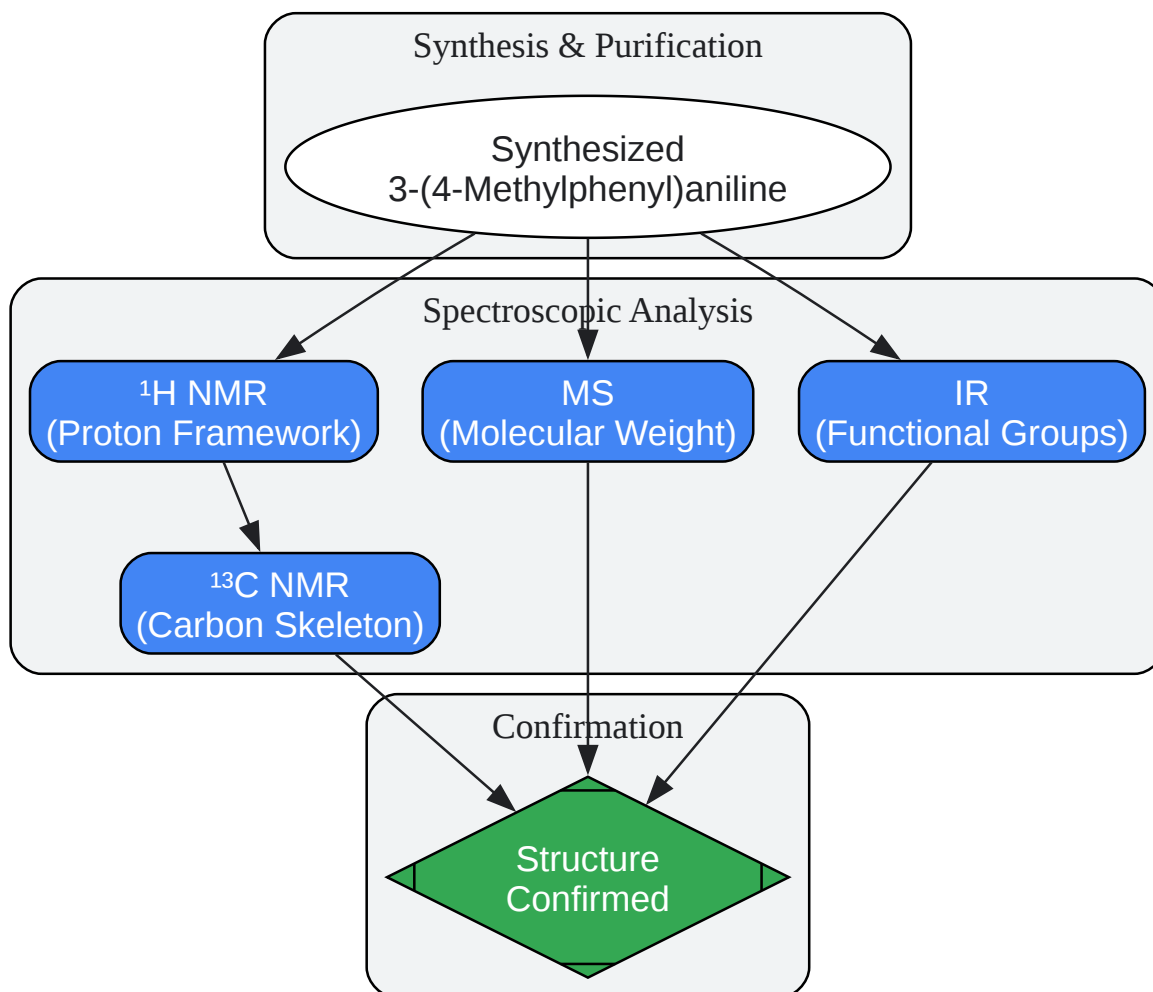 Synthesis & Purification
Synthesized
3-(4-Methylphenyl)aniline
Spectroscopic Analysis
¹H NMR
(Proton Framework)
MS
(Molecular Weight)
IR
(Functional Groups)
¹³C NMR
(Carbon Skeleton)
Confirmation
Structure
Confirmed